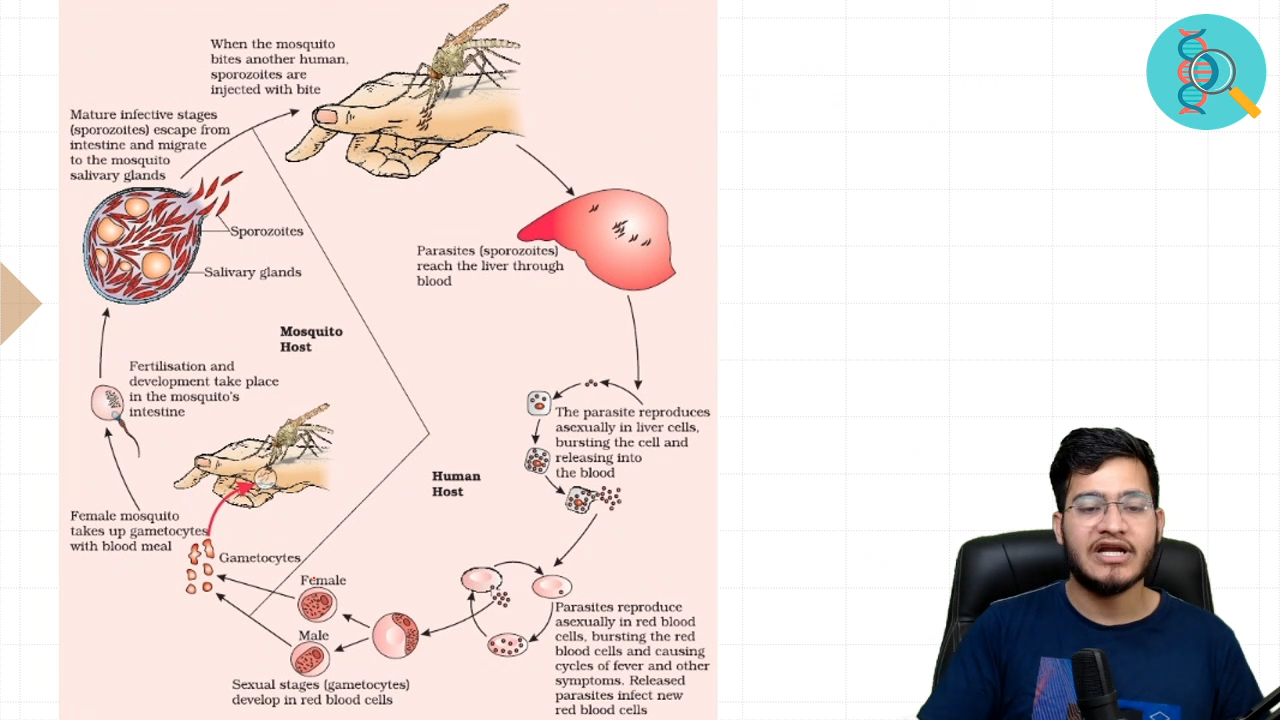 When the mosquito
bites another human,
sporozoites are
injected with bite
Mature infective stages
(sporozoites) escape from
intestine and migrate
to the mosquito
salivary glands
Sporozoites
Salivary glands
Parasites (sporozoites)
reach the liver through
blood
Mosquito
Host
Fertilisation and
development take place
in the mosquito's
intestine
The parasite reproduces
asexually in liver cells,
bursting the cell and
releasing into
the blood
Human
Host
Female mosquito
takes up gametocytes
with blood meal
Gametocytes
Female
Male
Sexual stages (gametocytes)
develop in red blood cells
Parasites reproduce
asexually in red blood
cells, bursting the red
blood cells and causing
cycles of fever and other
symptoms. Released
parasites infect new
red blood cells